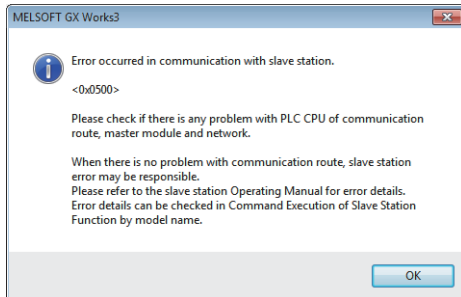 MELSOFT GX Works3
Error occurred in communication with slave station.
<0x0500>
Please check if there is any problem with PLC CPU of communication
route, master module and network.
When there is no problem with communication route, slave station
error may be responsible.
Please refer to the slave station Operating Manual for error details.
Error details can be checked in Command Execution of Slave Station
Function by model name.
OK